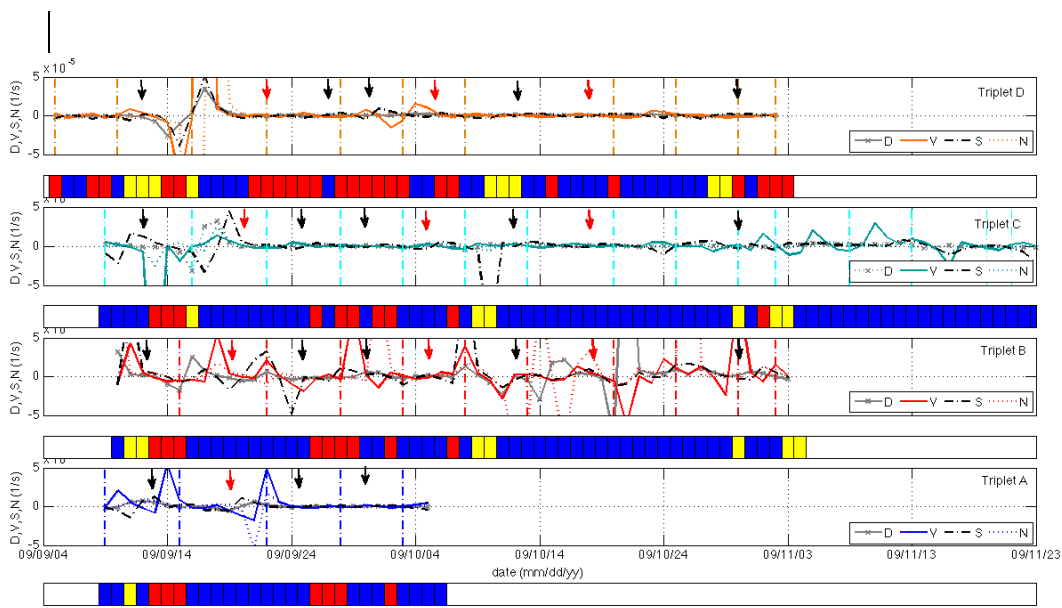 5 x 10^-5
Triplet D
D,V,S,N (1/s)
0
D V S N
-5
5
Triplet C
D,V,S,N (1/s)
0
D V S N
-5
5
Triplet B
D,V,S,N (1/s)
0
D V S N
-5
5
Triplet A
D,V,S,N (1/s)
0
D V S N
-5
09/09/04 09/09/14 09/09/24 09/10/04 09/10/14 09/10/24 09/11/03 09/11/13 09/11/23
date (mm/dd/yy)